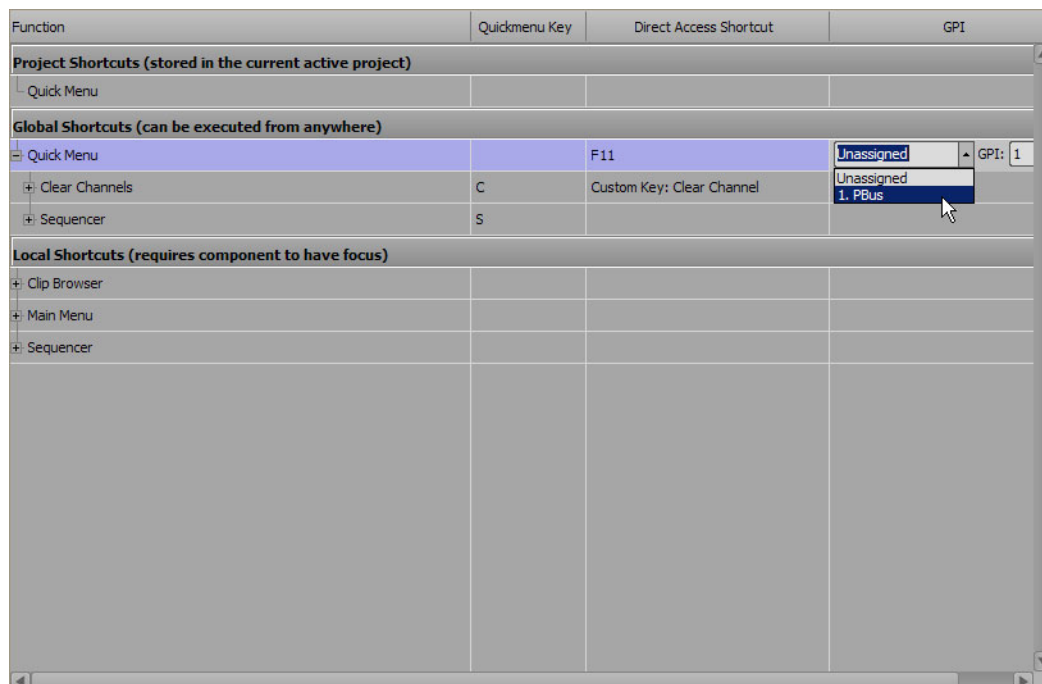 Function Quickmenu Key Direct Access Shortcut GPI
Project Shortcuts (stored in the current active project)
Quick Menu
Global Shortcuts (can be executed from anywhere)
Quick Menu F11 Unassigned GPI: 1
Unassigned
Clear Channels C Custom Key: Clear Channel 1. PBus
Sequencer S
Local Shortcuts (requires component to have focus)
Clip Browser
Main Menu
Sequencer